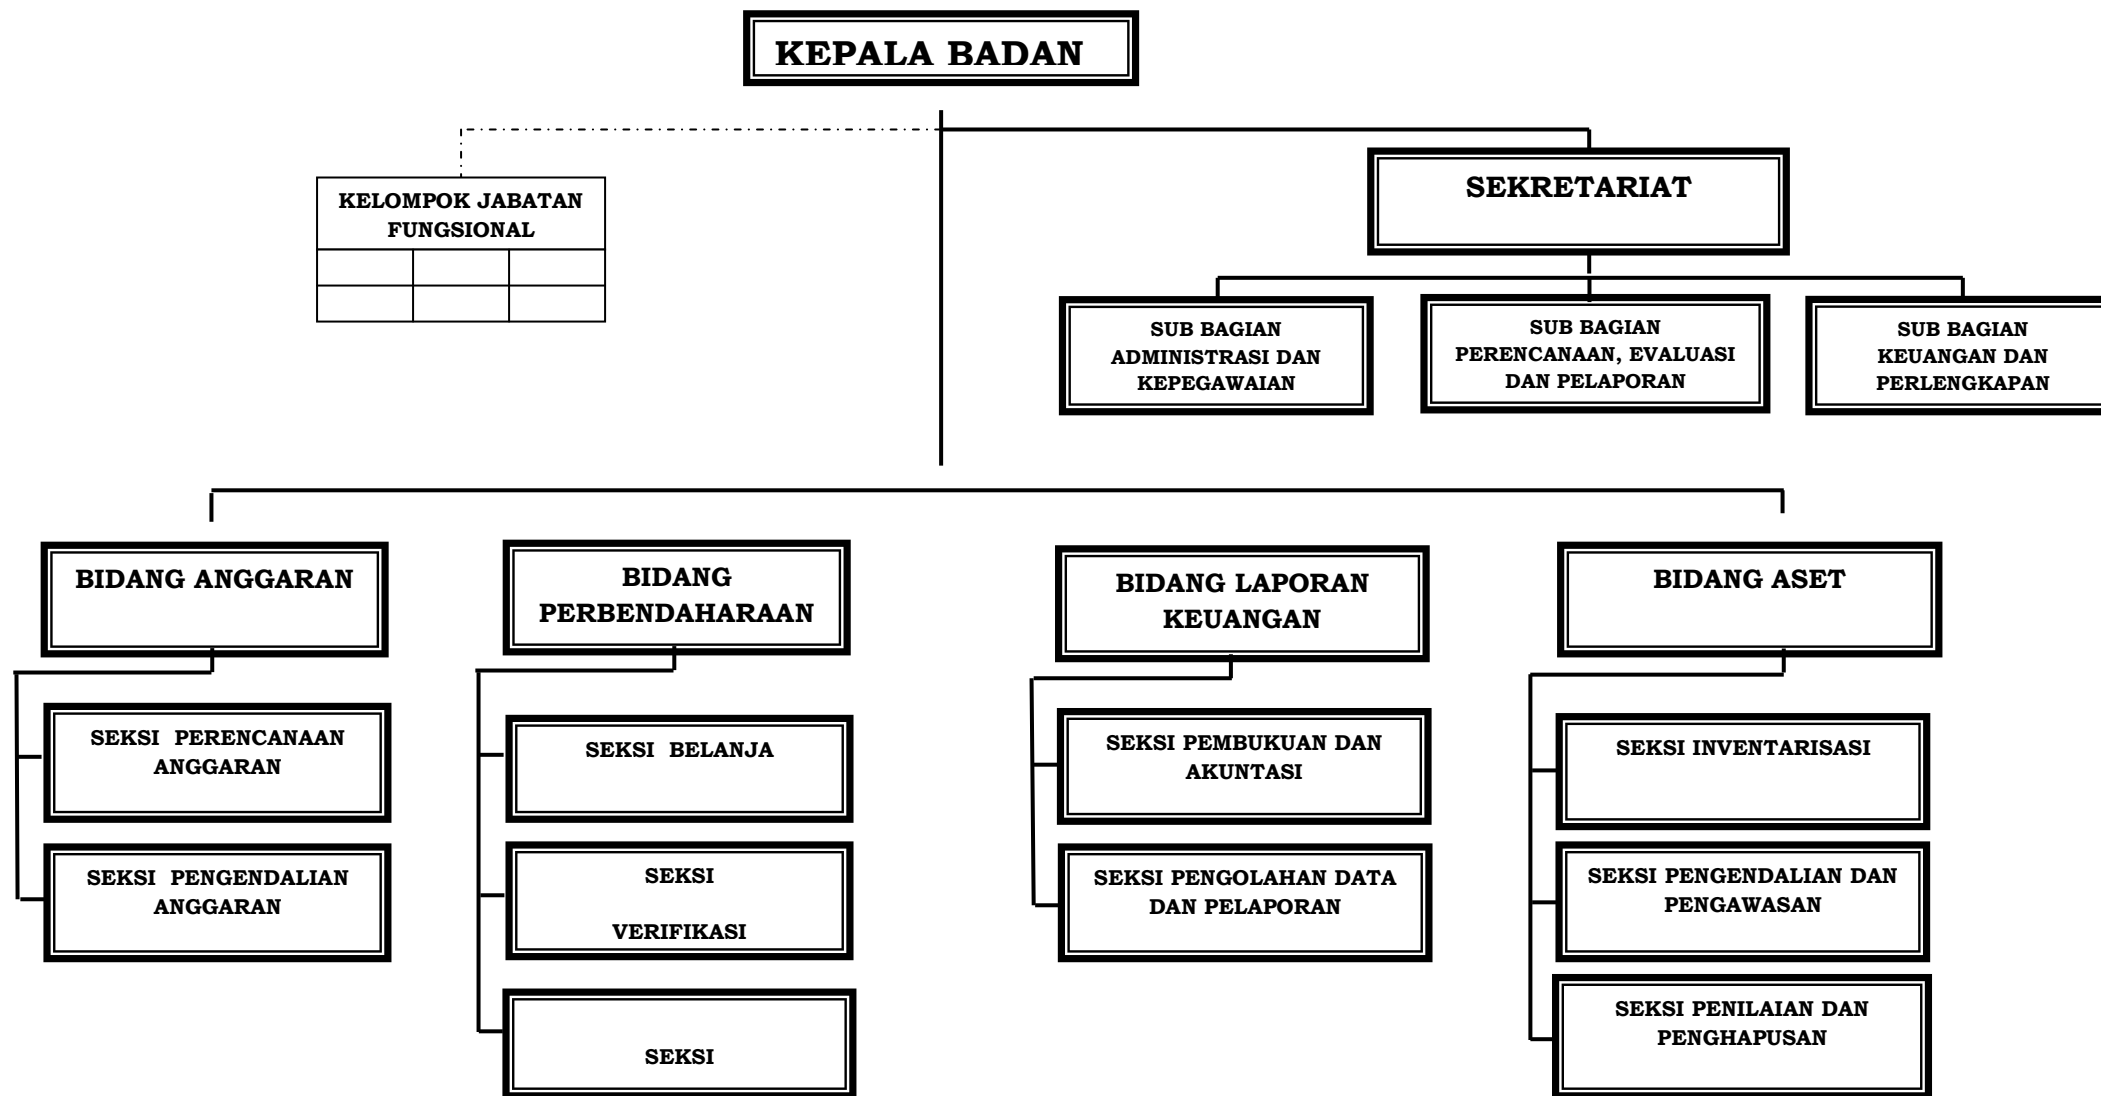 KEPALA BADAN
KELOMPOK JABATAN
FUNGSIONAL
SEKRETARIAT
SUB BAGIAN
ADMINISTRASI DAN
KEPEGAWAIAN
SUB BAGIAN
PERENCANAAN, EVALUASI
DAN PELAPORAN
SUB BAGIAN
KEUANGAN DAN
PERLENGKAPAN
BIDANG ANGGARAN
BIDANG
PERBENDAHARAAN
BIDANG LAPORAN
KEUANGAN
BIDANG ASET
SEKSI PERENCANAAN
ANGGARAN
SEKSI PENGENDALIAN
ANGGARAN
SEKSI BELANJA
SEKSI
VERIFIKASI
SEKSI
SEKSI PEMBUKUAN DAN
AKUNTASI
SEKSI PENGOLAHAN DATA
DAN PELAPORAN
SEKSI INVENTARISASI
SEKSI PENGENDALIAN DAN
PENGAWASAN
SEKSI PENILAIAN DAN
PENGHAPUSAN